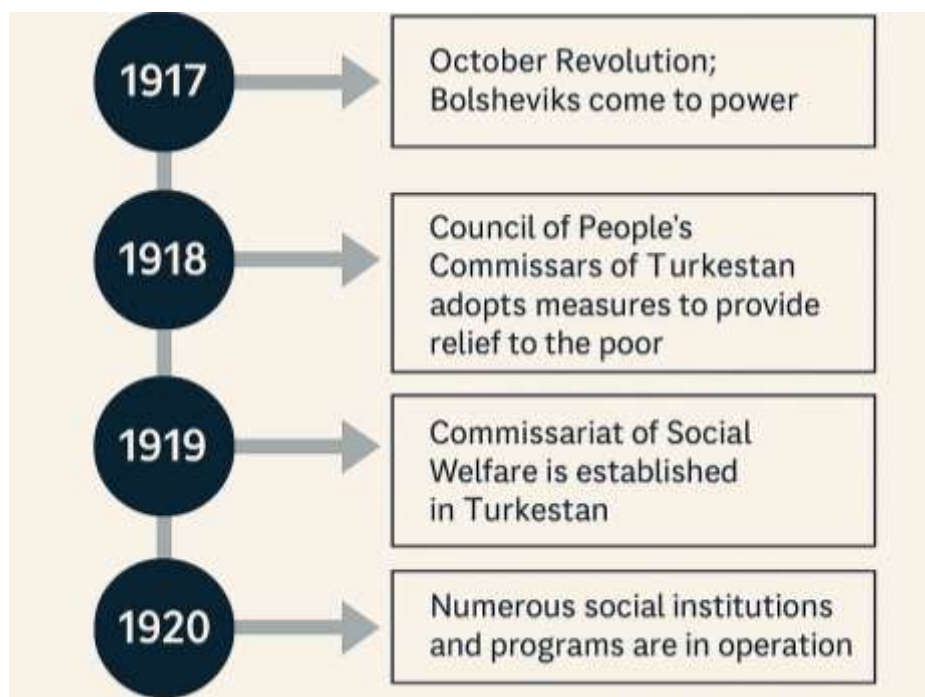 1917
October Revolution;
Bolsheviks come to power
1918
Council of People's
Commissars of Turkestan
adopts measures to provide
relief to the poor
1919
Commissariat of Social
Welfare is established
in Turkestan
1920
Numerous social institutions
and programs are in operation